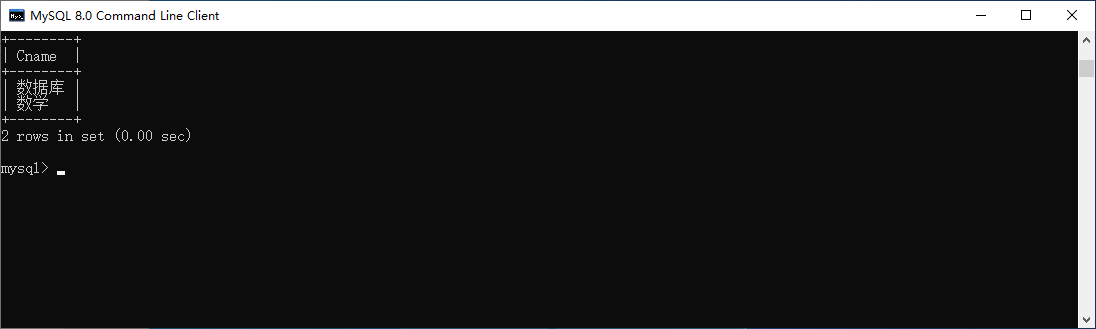 MySQL 8.0 Command Line Client
+--------+
| Cname  |
+--------+
| 数据库 |
| 数学   |
+--------+
2 rows in set (0.00 sec)
mysql>